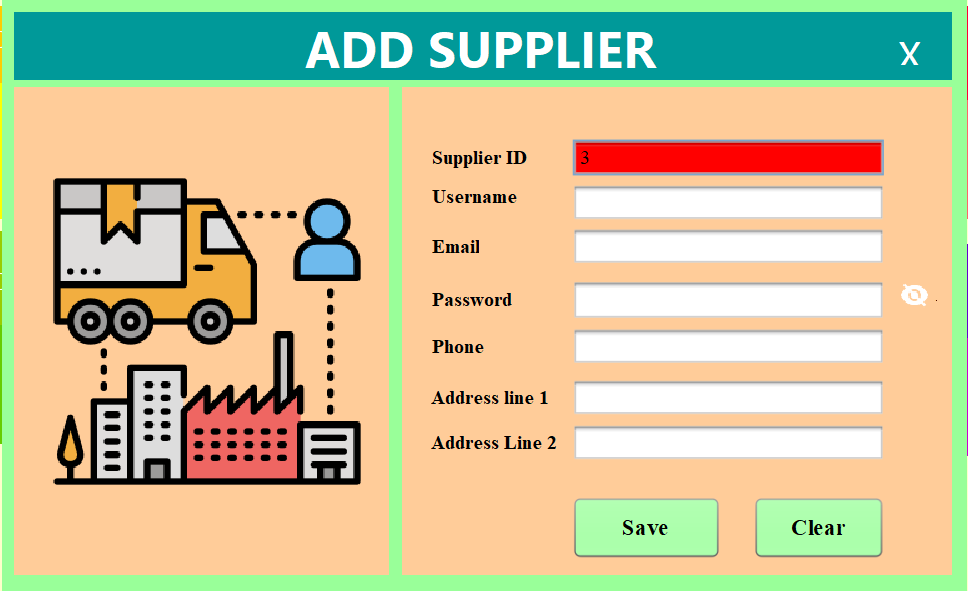 ADD SUPPLIER X
Supplier ID 3
Username
Email
Password
Phone
Address line 1
Address Line 2
Save Clear